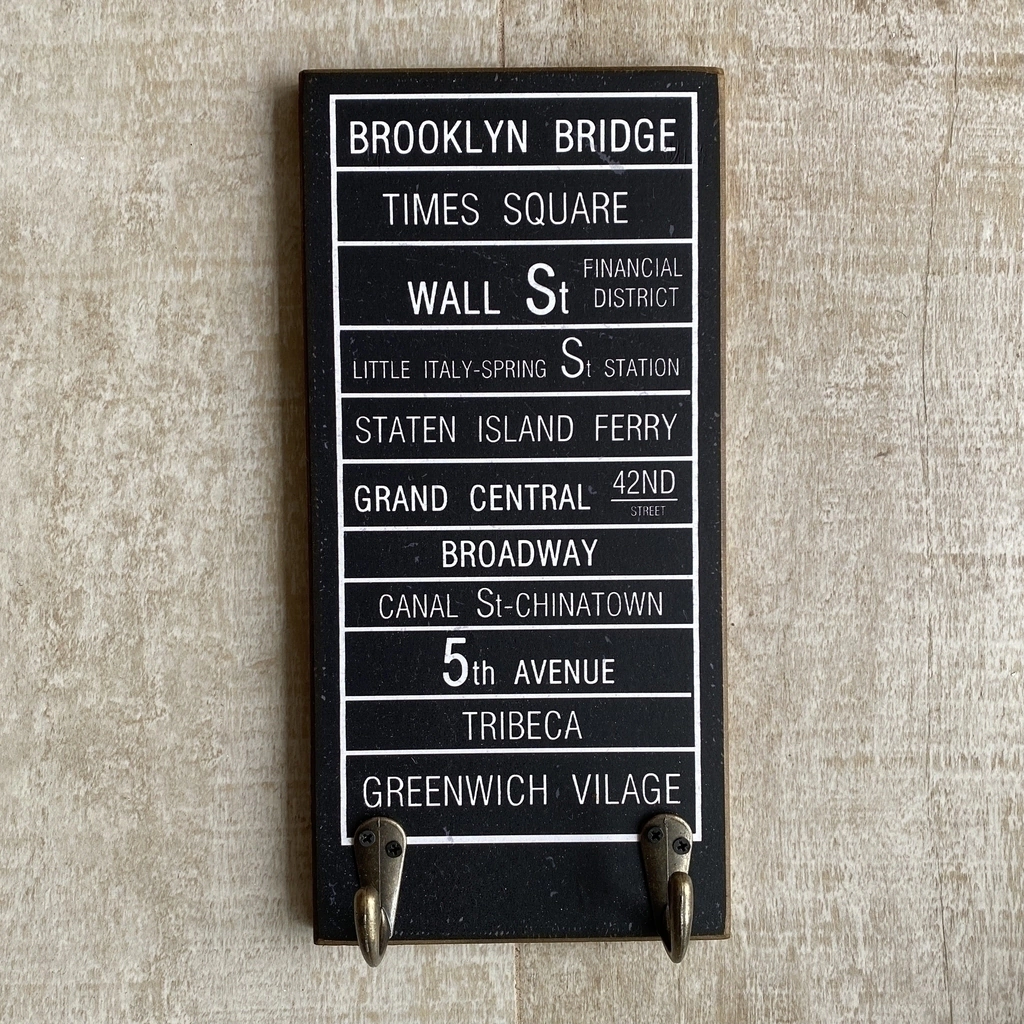 BROOKLYN BRIDGE
TIMES SQUARE
WALL St FINANCIAL DISTRICT
LITTLE ITALY-SPRING St STATION
STATEN ISLAND FERRY
GRAND CENTRAL 42ND STREET
BROADWAY
CANAL St-CHINATOWN
5th AVENUE
TRIBECA
GREENWICH VILAGE